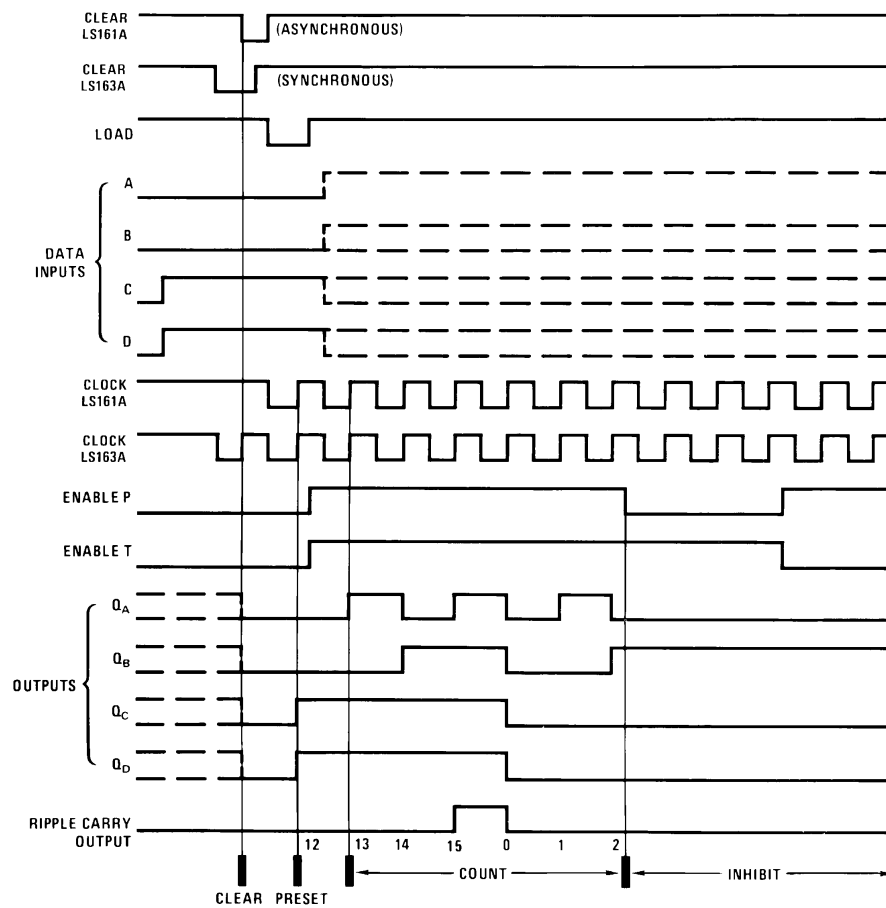 CLEAR
LS161A
(ASYNCHRONOUS)
CLEAR
LS163A
(SYNCHRONOUS)
LOAD
DATA
INPUTS
A
B
C
D
CLOCK
LS161A
CLOCK
LS163A
ENABLE P
ENABLE T
OUTPUTS
QA
QB
QC
QD
RIPPLE CARRY
OUTPUT
12 13 14 15 0 1 2
COUNT
INHIBIT
CLEAR PRESET